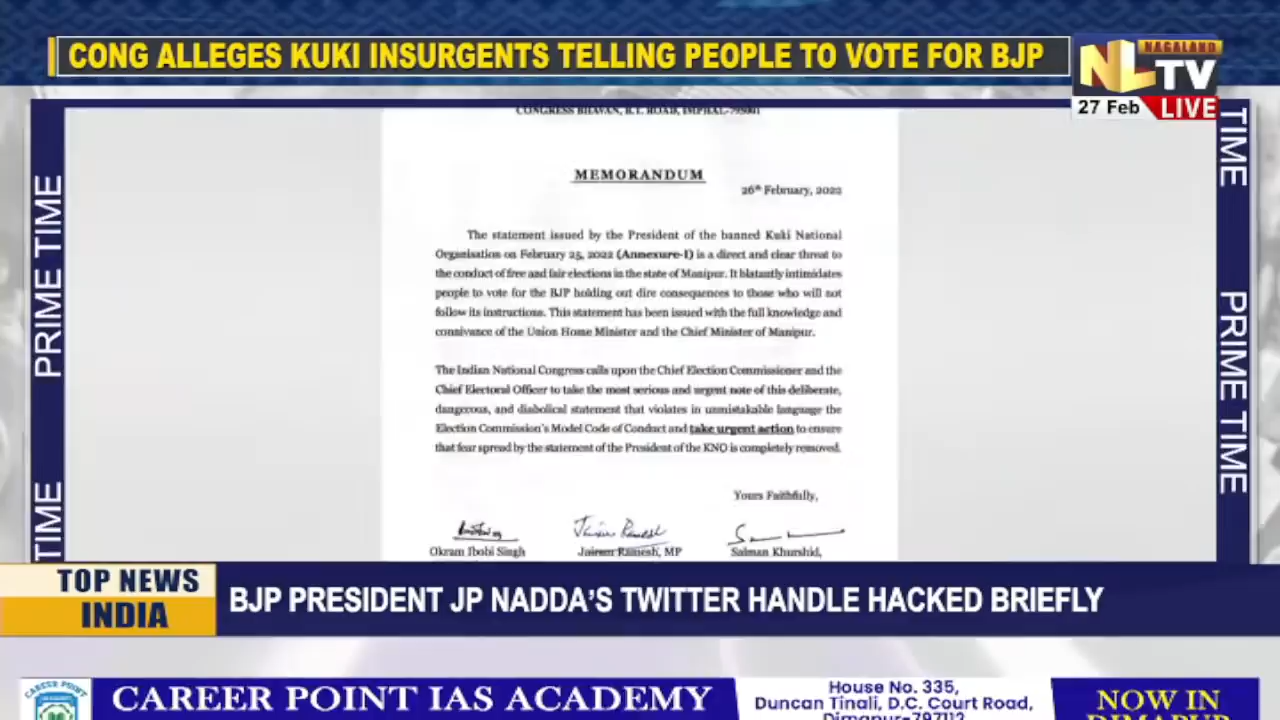 CONG ALLEGES KUKI INSURGENTS TELLING PEOPLE TO VOTE FOR BJP
NAGALAND
NLTV
27 Feb LIVE
CONGRESS BHAVAN, B.T. ROAD, IMPHAL-795001
MEMORANDUM
26th February, 2022
The statement issued by the President of the banned Kuki National
Organisation on February 25, 2022 (Annexure-I) is a direct and clear threat to
the conduct of free and fair elections in the state of Manipur. It blatantly intimidates
people to vote for the BJP holding out dire consequences to those who will not
follow its instructions. This statement has been issued with the full knowledge and
connivance of the Union Home Minister and the Chief Minister of Manipur.
The Indian National Congress calls upon the Chief Election Commissioner and the
Chief Electoral Officer to take the most serious and urgent note of this deliberate,
dangerous, and diabolical statement that violates in unmistakable language the
Election Commission's Model Code of Conduct and take urgent action to ensure
that fear spread by the statement of the President of the KNO is completely removed.
Yours Faithfully,
Okram Ibobi Singh
Jairam Ramesh, MP
Salman Khurshid,
PRIME TIME
TIME
TIME
PRIME TIME
TOP NEWS
INDIA
BJP PRESIDENT JP NADDA'S TWITTER HANDLE HACKED BRIEFLY
CAREER POINT
CAREER POINT IAS ACADEMY
House No. 335,
Duncan Tinali, D.C. Court Road,
Dimapur-797112
NOW IN
DIMAPUR